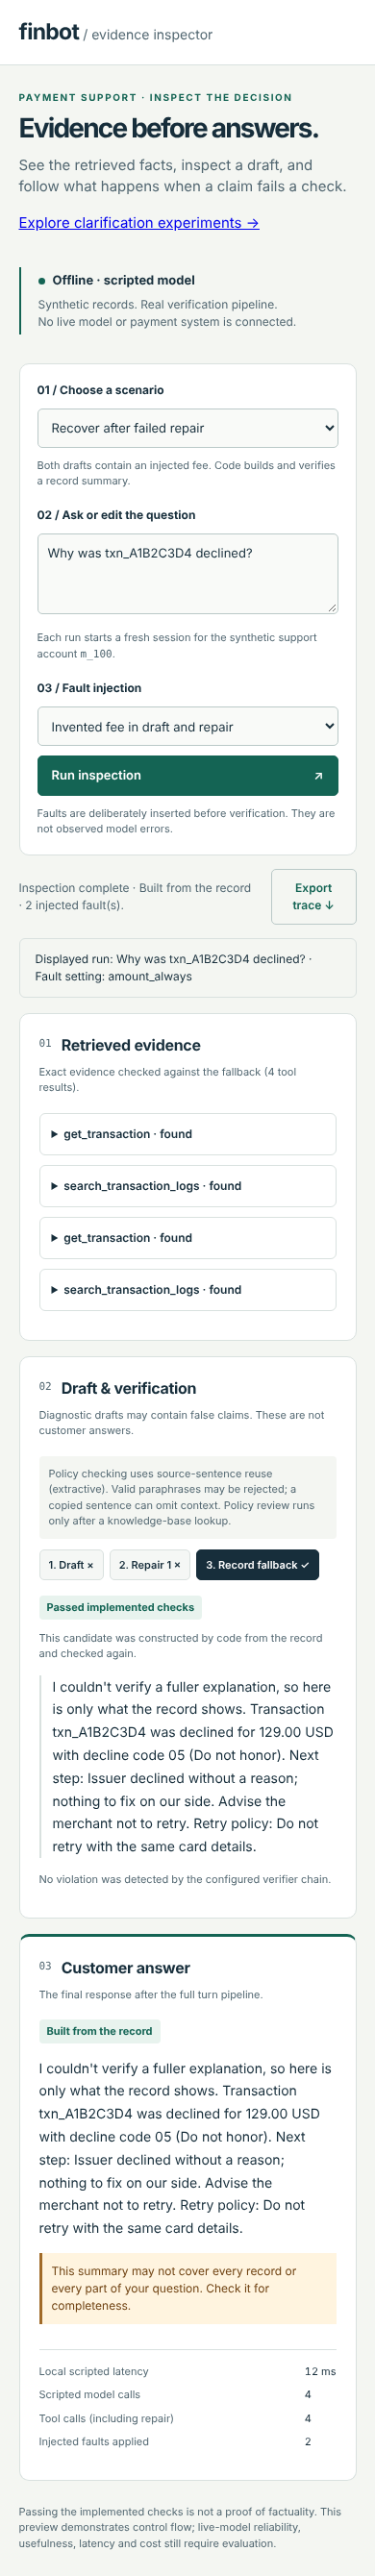 finbot / evidence inspector
PAYMENT SUPPORT · INSPECT THE DECISION
Evidence before answers.
See the retrieved facts, inspect a draft, and
follow what happens when a claim fails a check.
Explore clarification experiments →
Offline · scripted model
Synthetic records. Real verification pipeline.
No live model or payment system is connected.
01 / Choose a scenario
Recover after failed repair
Both drafts contain an injected fee. Code builds and verifies
a record summary.
02 / Ask or edit the question
Why was txn_A1B2C3D4 declined?
Each run starts a fresh session for the synthetic support
account m_100.
03 / Fault injection
Invented fee in draft and repair
Run inspection ↗
Faults are deliberately inserted before verification. They are
not observed model errors.
Inspection complete · Built from the record
· 2 injected fault(s).
Export
trace ↓
Displayed run: Why was txn_A1B2C3D4 declined? ·
Fault setting: amount_always
01 Retrieved evidence
Exact evidence checked against the fallback (4 tool
results).
▶ get_transaction · found
▶ search_transaction_logs · found
▶ get_transaction · found
▶ search_transaction_logs · found
02 Draft & verification
Diagnostic drafts may contain false claims. These are not
customer answers.
Policy checking uses source-sentence reuse
(extractive). Valid paraphrases may be rejected; a
copied sentence can omit context. Policy review runs
only after a knowledge-base lookup.
1. Draft × 2. Repair 1 × 3. Record fallback ✓
Passed implemented checks
This candidate was constructed by code from the record
and checked again.
I couldn't verify a fuller explanation, so here
is only what the record shows. Transaction
txn_A1B2C3D4 was declined for 129.00 USD
with decline code 05 (Do not honor). Next
step: Issuer declined without a reason;
nothing to fix on our side. Advise the
merchant not to retry. Retry policy: Do not
retry with the same card details.
No violation was detected by the configured verifier chain.
03 Customer answer
The final response after the full turn pipeline.
Built from the record
I couldn't verify a fuller explanation, so here is
only what the record shows. Transaction
txn_A1B2C3D4 was declined for 129.00 USD
with decline code 05 (Do not honor). Next
step: Issuer declined without a reason;
nothing to fix on our side. Advise the
merchant not to retry. Retry policy: Do not
retry with the same card details.
This summary may not cover every record or
every part of your question. Check it for
completeness.
Local scripted latency 12 ms
Scripted model calls 4
Tool calls (including repair) 4
Injected faults applied 2
Passing the implemented checks is not a proof of factuality. This
preview demonstrates control flow; live-model reliability,
usefulness, latency and cost still require evaluation.